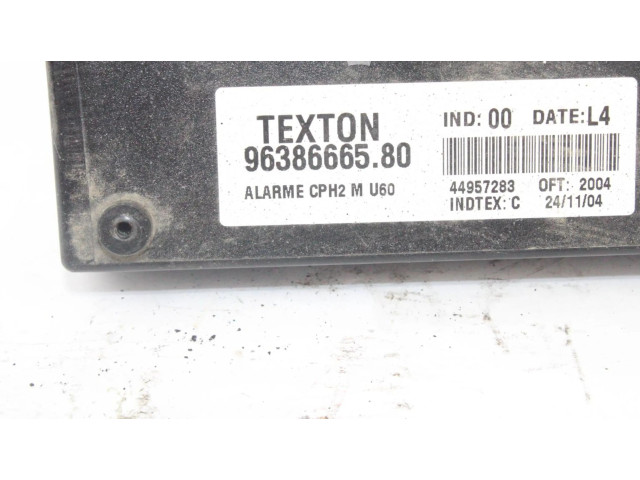 TEXTON
96386665.80
ALARME CPH2 M U60
IND: 00 DATE:L4
44957283 OFT: 2004
INDTEX: C 24/11/04